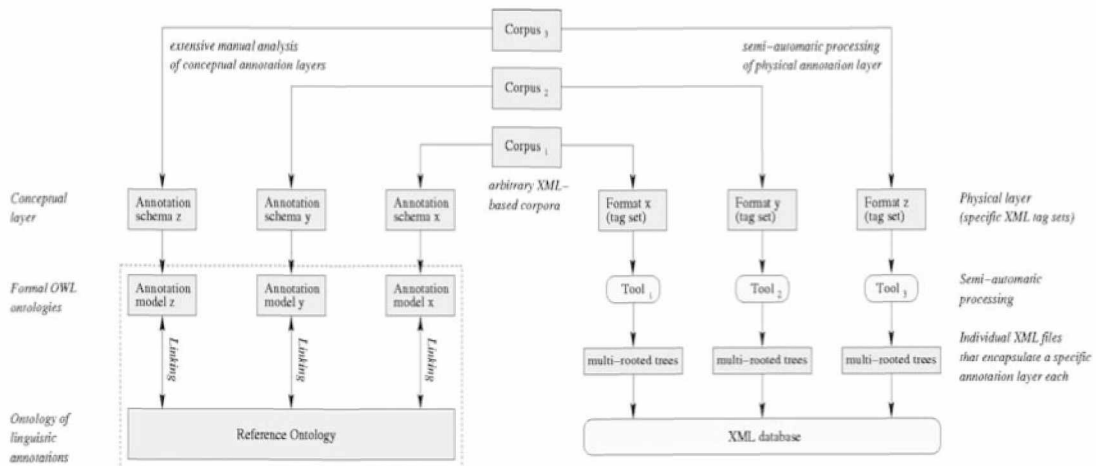 Corpus 3
extensive manual analysis
of conceptual annotation layers
semi-automatic processing
of physical annotation layer
Corpus 2
Corpus 1
arbitrary XML-
based corpora
Conceptual
layer
Annotation
schema z
Annotation
schema y
Annotation
schema x
Format x
(tag set)
Format y
(tag set)
Format z
(tag set)
Physical layer
(specific XML tag sets)
Formal OWL
ontologies
Annotation
model z
Annotation
model y
Annotation
model x
Tool 1
Tool 2
Tool 3
Semi-automatic
processing
Linking
Linking
Linking
multi-rooted trees
multi-rooted trees
multi-rooted trees
Individual XML files
that encapsulate a specific
annotation layer each
Ontology of
linguistic
annotations
Reference Ontology
XML database